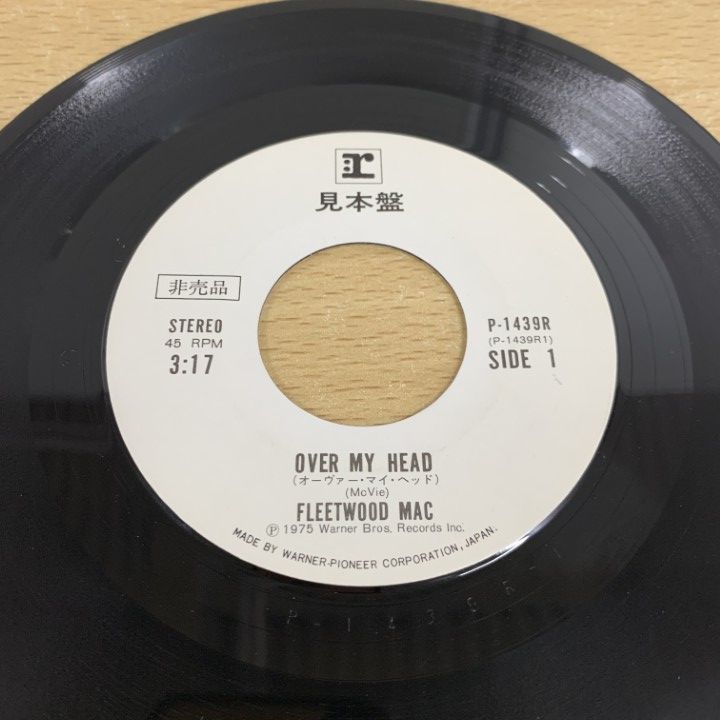 :r
見本盤
非売品
STEREO
45 RPM
3:17
P-1439R
(P-1439R1)
SIDE 1
OVER MY HEAD
(オーヴァー・マイ・ヘッド)
(McVie)
FLEETWOOD MAC
Ⓟ1975 Warner Bros. Records Inc.
MADE BY WARNER-PIONEER CORPORATION, JAPAN.